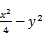 x²/4 − y²